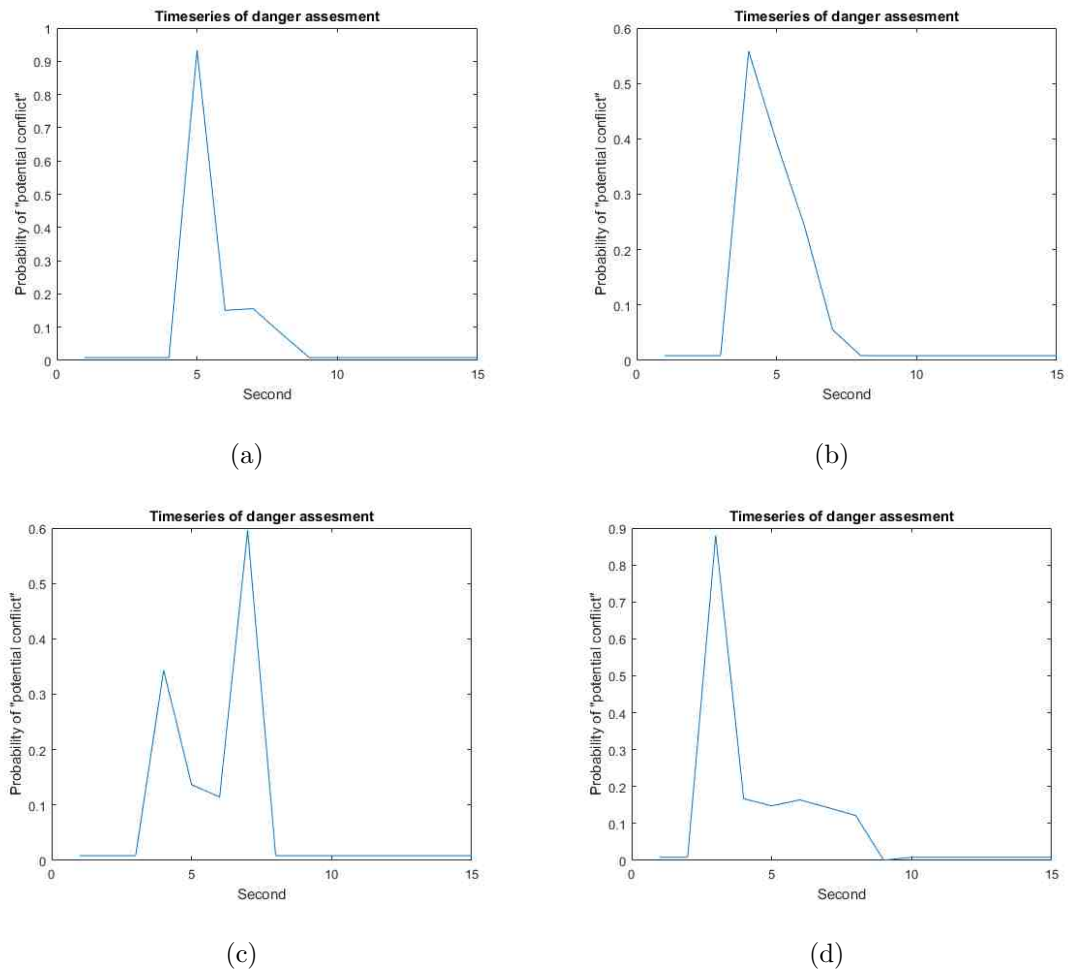 Timeseries of danger assesment
1
0.9
0.8
0.7
0.6
0.5
0.4
0.3
0.2
0.1
0
Probability of "potential conflict"
0 5 10 15
Second
(a)
Timeseries of danger assesment
0.6
0.5
0.4
0.3
0.2
0.1
0
Probability of "potential conflict"
0 5 10 15
Second
(b)
Timeseries of danger assesment
0.6
0.5
0.4
0.3
0.2
0.1
0
Probability of "potential conflict"
0 5 10 15
Second
(c)
Timeseries of danger assesment
0.9
0.8
0.7
0.6
0.5
0.4
0.3
0.2
0.1
0
Probability of "potential conflict"
0 5 10 15
Second
(d)